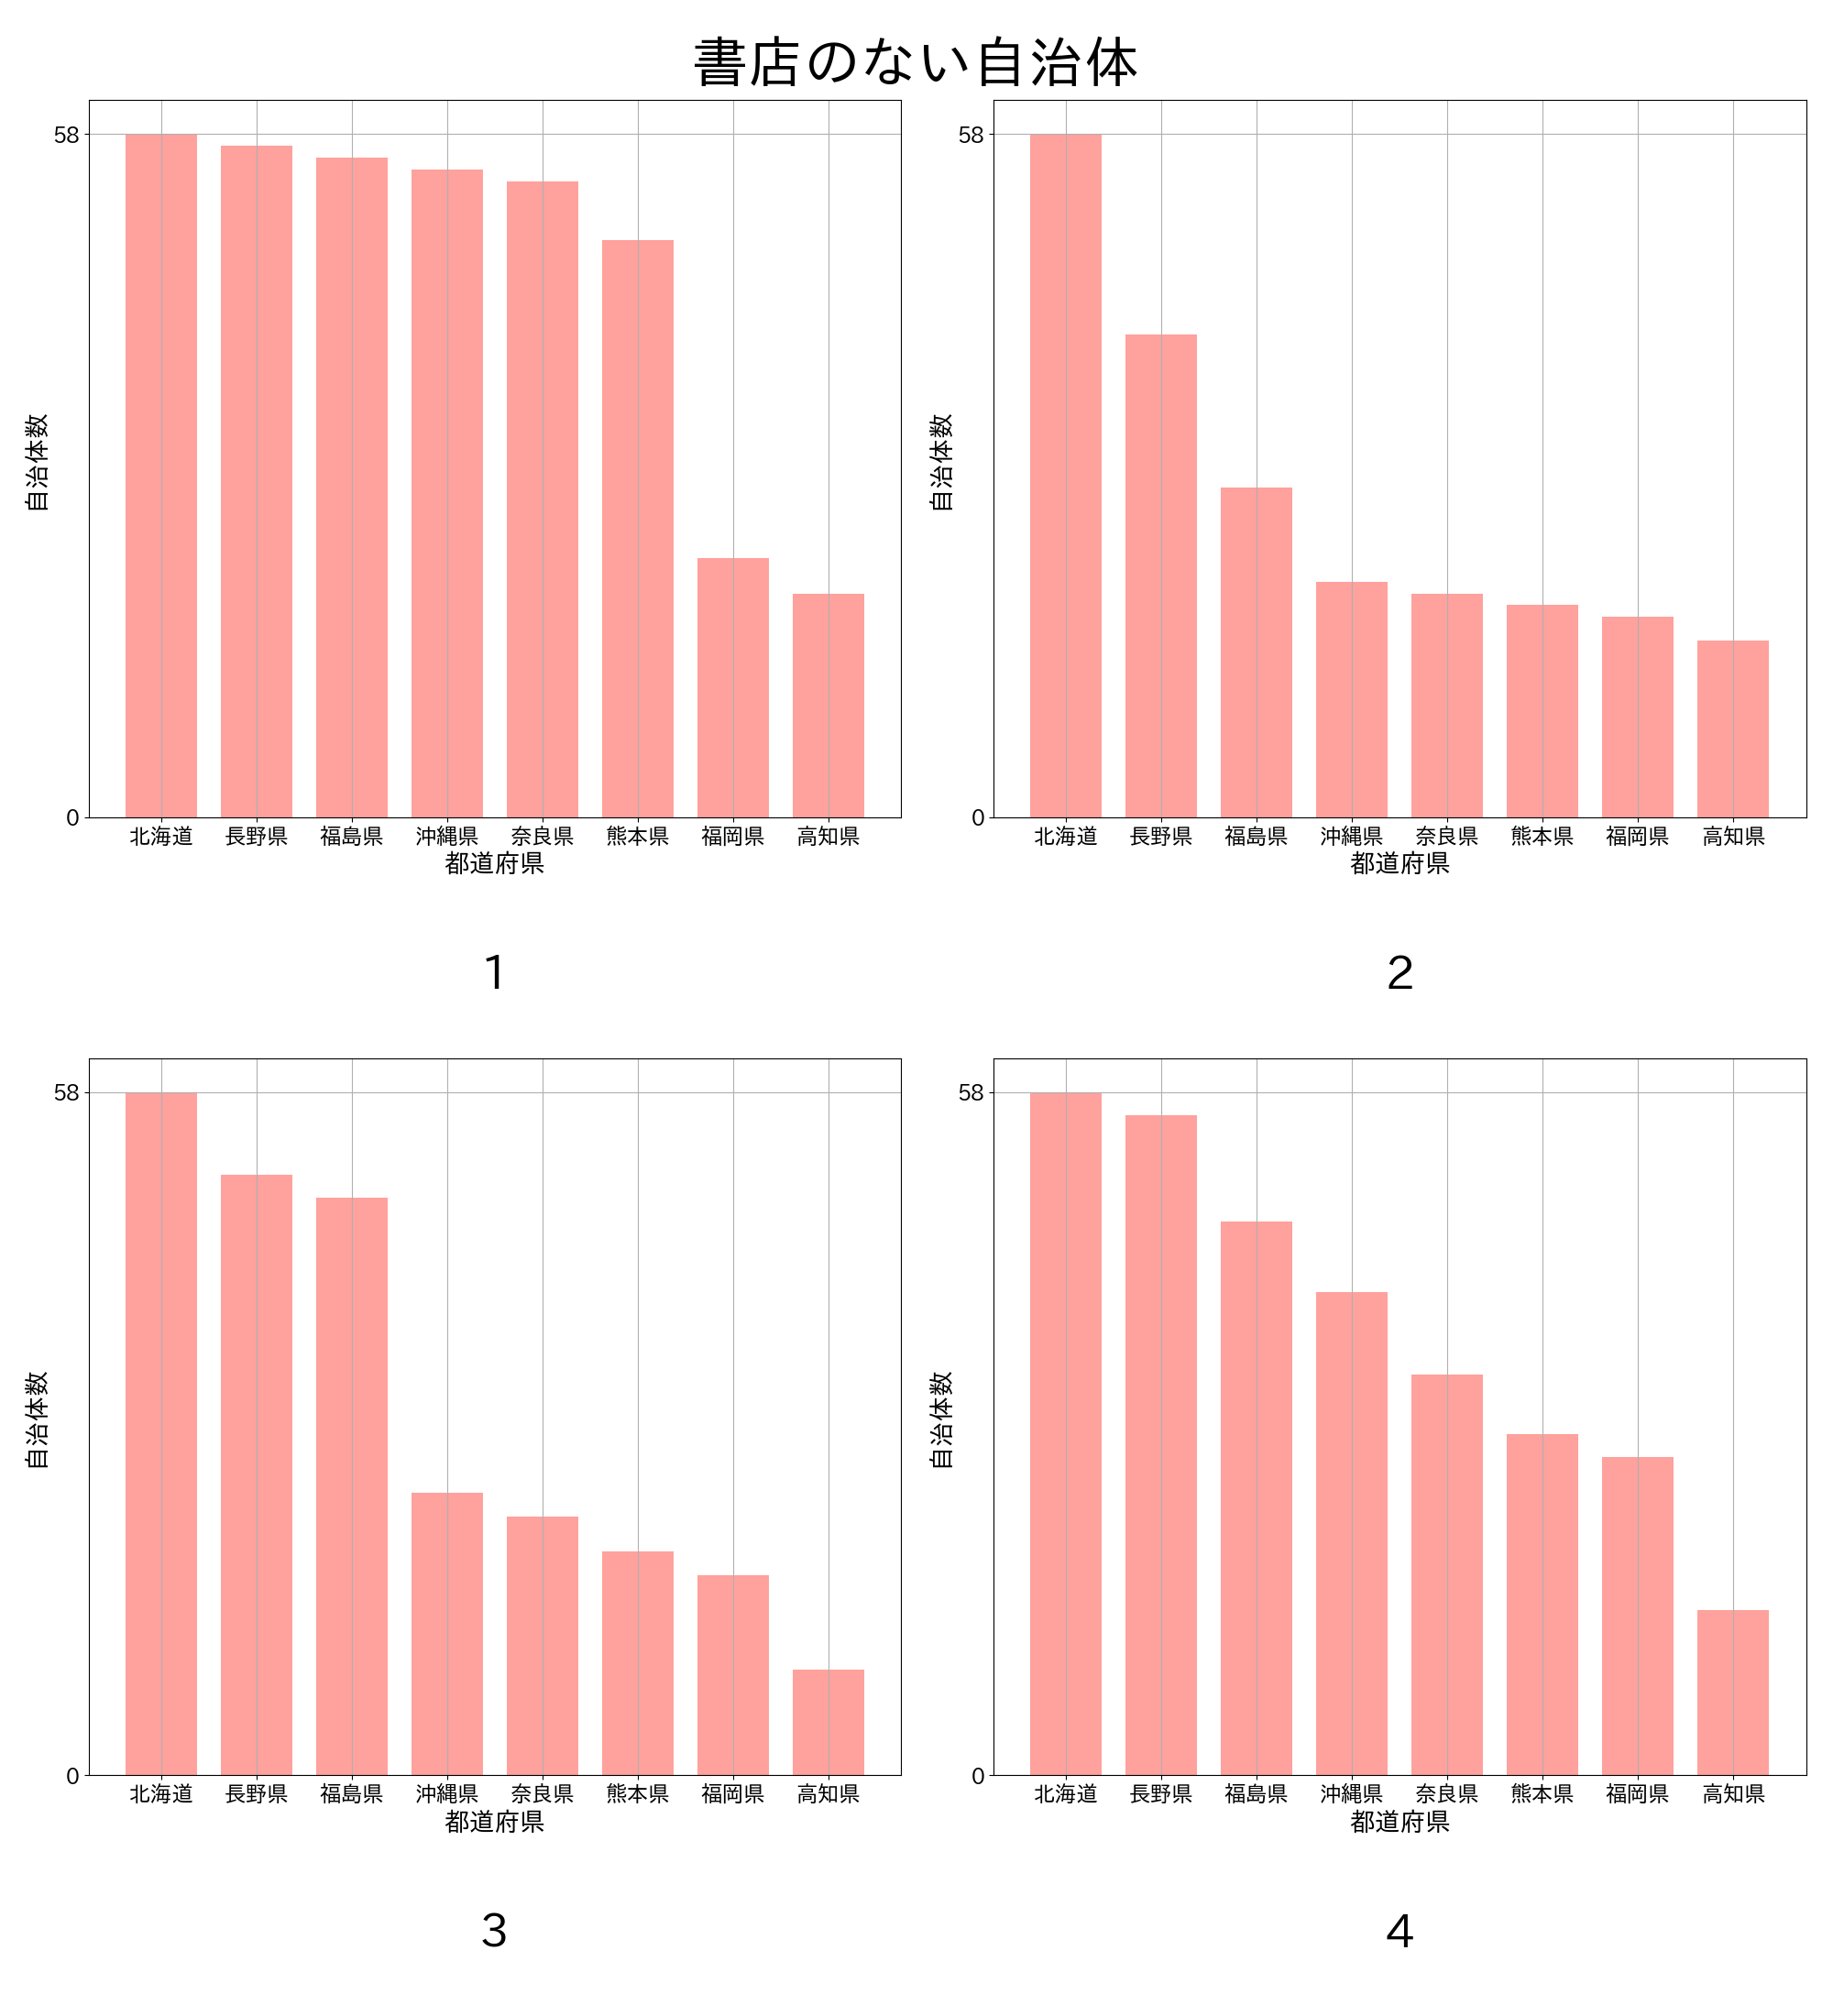 書店のない自治体
58
0
自治体数
北海道 長野県 福島県 沖縄県 奈良県 熊本県 福岡県 高知県
都道府県
1
58
0
自治体数
北海道 長野県 福島県 沖縄県 奈良県 熊本県 福岡県 高知県
都道府県
2
58
0
自治体数
北海道 長野県 福島県 沖縄県 奈良県 熊本県 福岡県 高知県
都道府県
3
58
0
自治体数
北海道 長野県 福島県 沖縄県 奈良県 熊本県 福岡県 高知県
都道府県
4